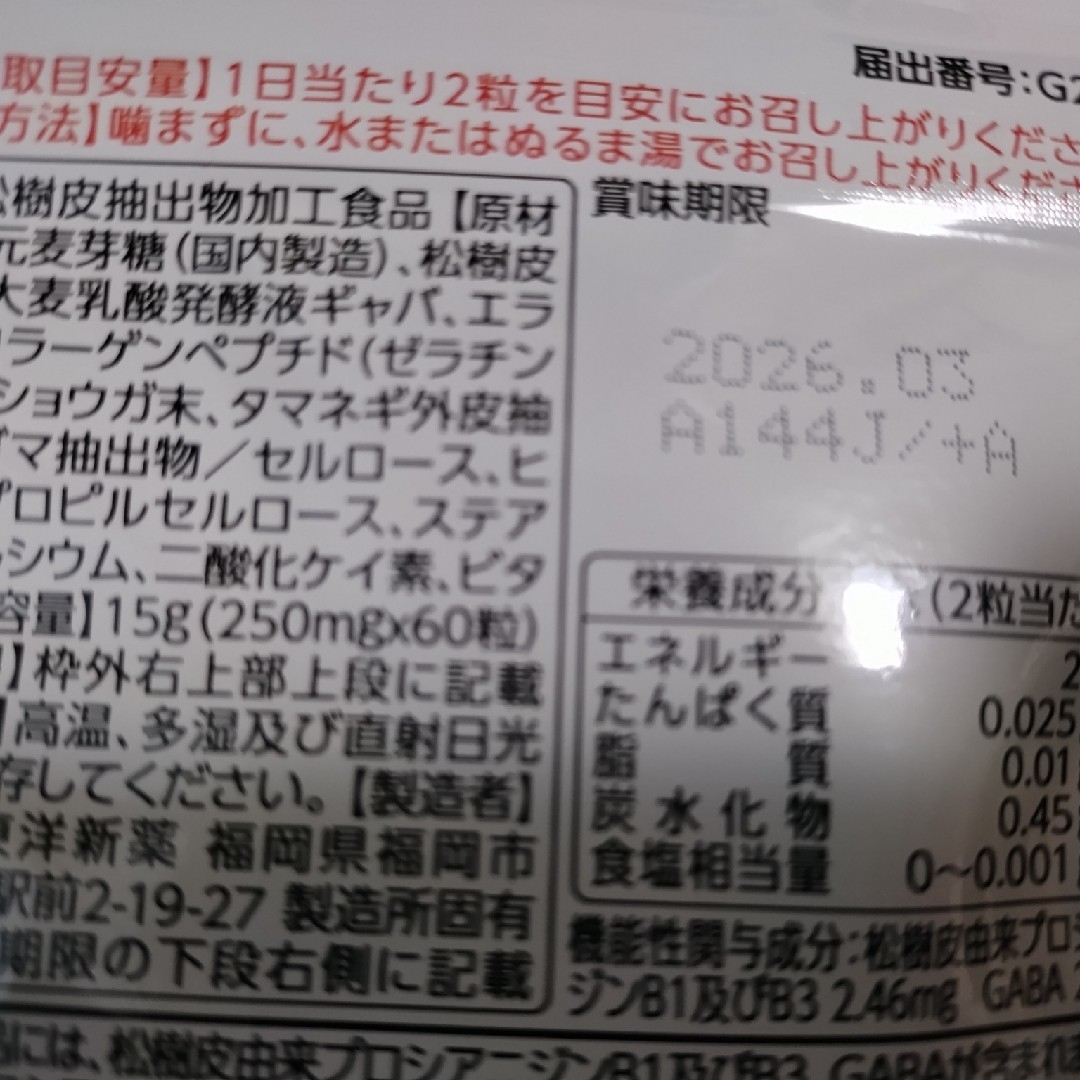 届出番号:G2
取目安量】1日当たり2粒を目安にお召し上がりくださ
方法】噛まずに、水またはぬるま湯でお召し上がりくださ
松樹皮抽出物加工食品【原材
元麦芽糖(国内製造)、松樹皮
大麦乳酸発酵液ギャバ、エラ
コラーゲンペプチド(ゼラチン
ショウガ末、タマネギ外皮抽
ゴマ抽出物/セルロース、ヒ
プロピルセルロース、ステア
シウム、二酸化ケイ素、ビタ
容量】15g(250mgx60粒)
】枠外右上部上段に記載
】高温、多湿及び直射日光
存してください。【製造者】
東洋新薬 福岡県福岡市
駅前2-19-27 製造所固有
期限の下段右側に記載
賞味期限
2026.03
A144J/+A
栄養成分 (2粒当た
エネルギー 2
たんぱく質 0.025
脂質 0.01
炭水化物 0.45
食塩相当量 0~0.001
機能性関与成分:松樹皮由来プロシ
ジンB1及びB3 2.46mg GABA 2
には、松樹皮由来プロシアニジンB1及びB3、GABAが含まれ